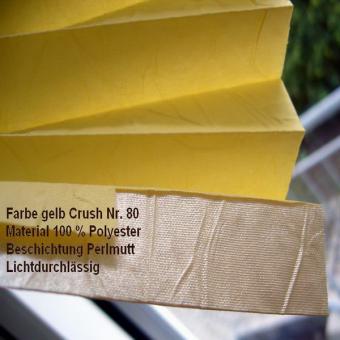 Farbe gelb Crush Nr. 80
Material 100 % Polyester
Beschichtung Perlmutt
Lichtdurchlässig